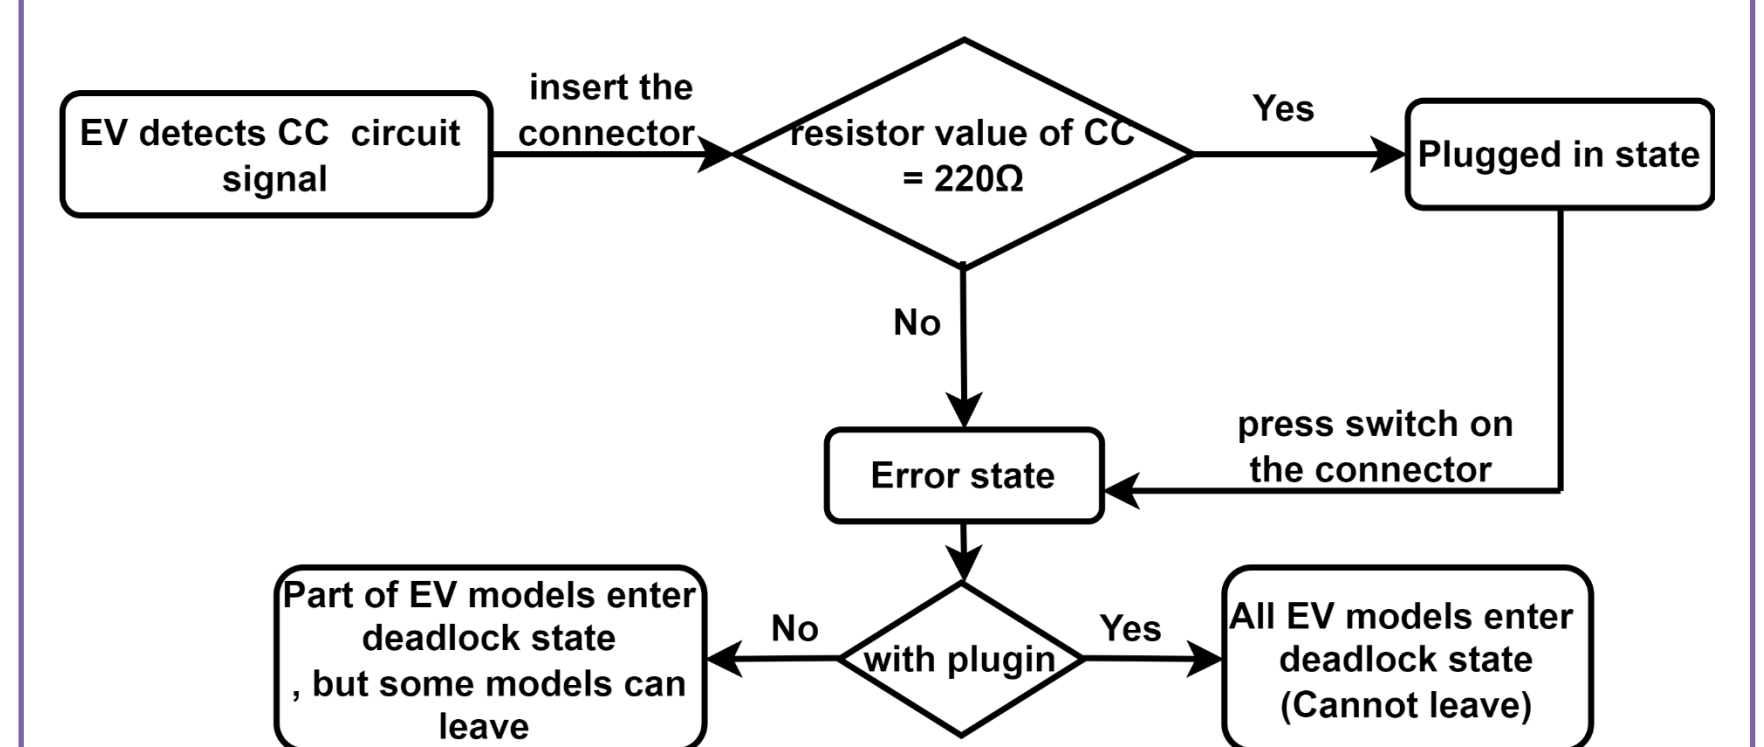 EV detects CC circuit
signal
insert the
connector
resistor value of CC
= 220Ω
Yes
Plugged in state
No
press switch on
the connector
Error state
Part of EV models enter
deadlock state
, but some models can
leave
No
with plugin
Yes
All EV models enter
deadlock state
(Cannot leave)